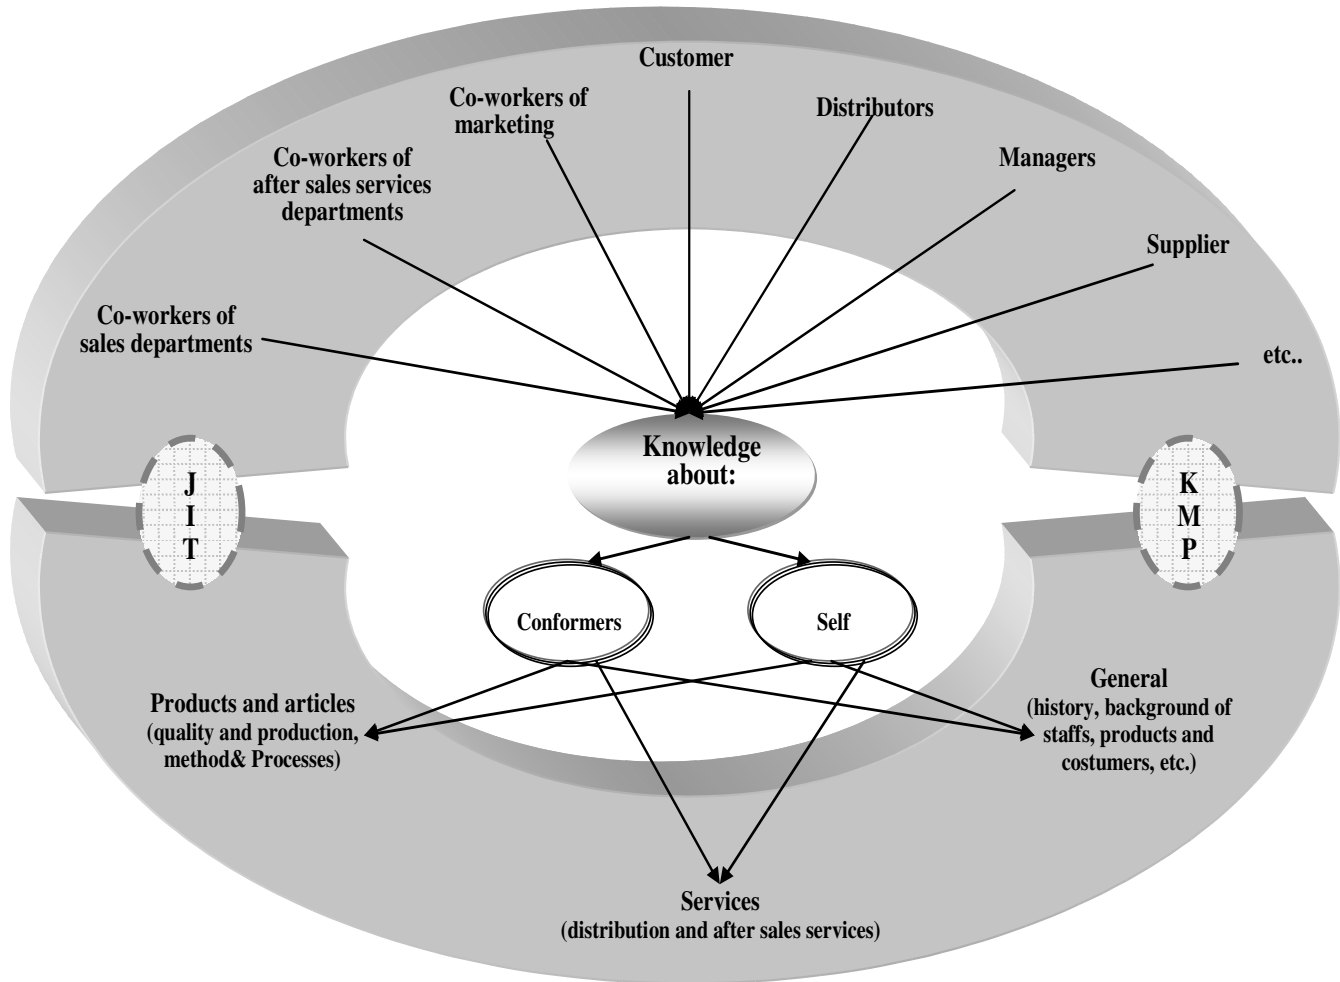 Customer
Co-workers of
marketing
Distributors
Co-workers of
after sales services
departments
Managers
Supplier
Co-workers of
sales departments
etc..
Knowledge
about:
J
I
T
K
M
P
Conformers
Self
Products and articles
(quality and production,
method& Processes)
General
(history, background of
staffs, products and
costumers, etc.)
Services
(distribution and after sales services)